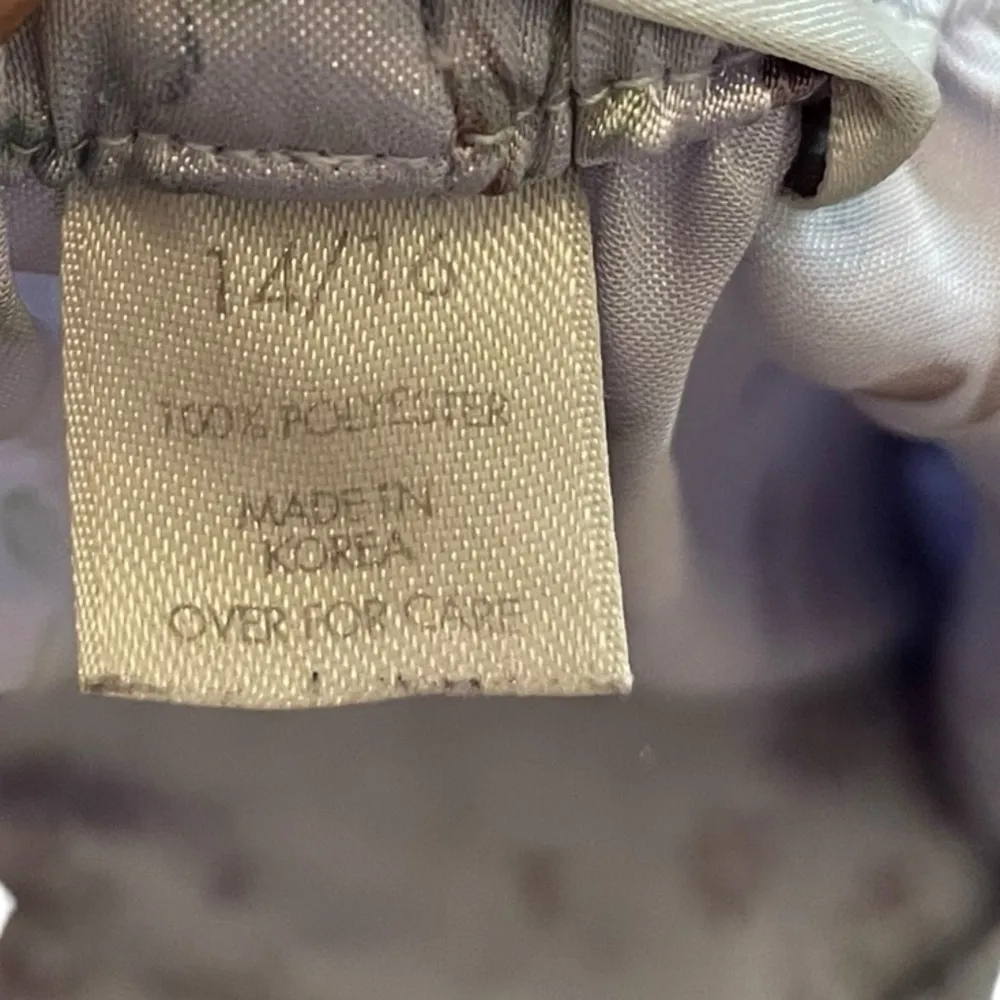 14/16
100% POLYESTER
MADE IN
KOREA
OVER FOR CARE